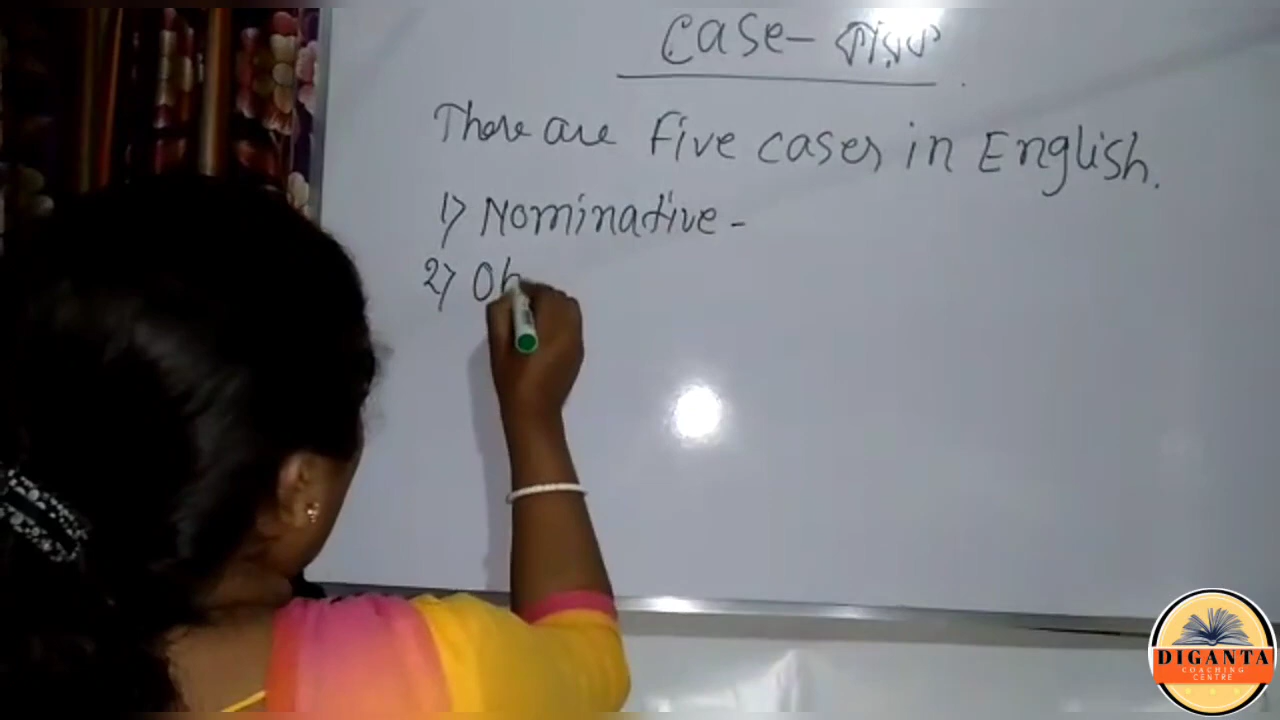 Case - কারক
There are Five cases in English.
1) Nominative -
2) Ob
DIGANTA
COACHING
CENTRE